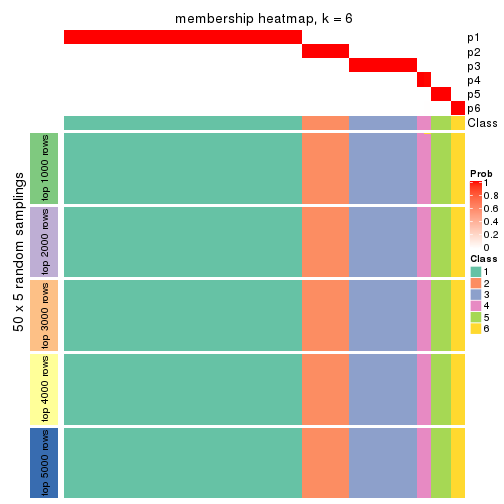 membership heatmap, k = 6
p1
p2
p3
p4
p5
p6
Class
50 x 5 random samplings
top 1000 rows
top 2000 rows
top 3000 rows
top 4000 rows
top 5000 rows
Prob
1
0.8
0.6
0.4
0.2
0
Class
1
2
3
4
5
6